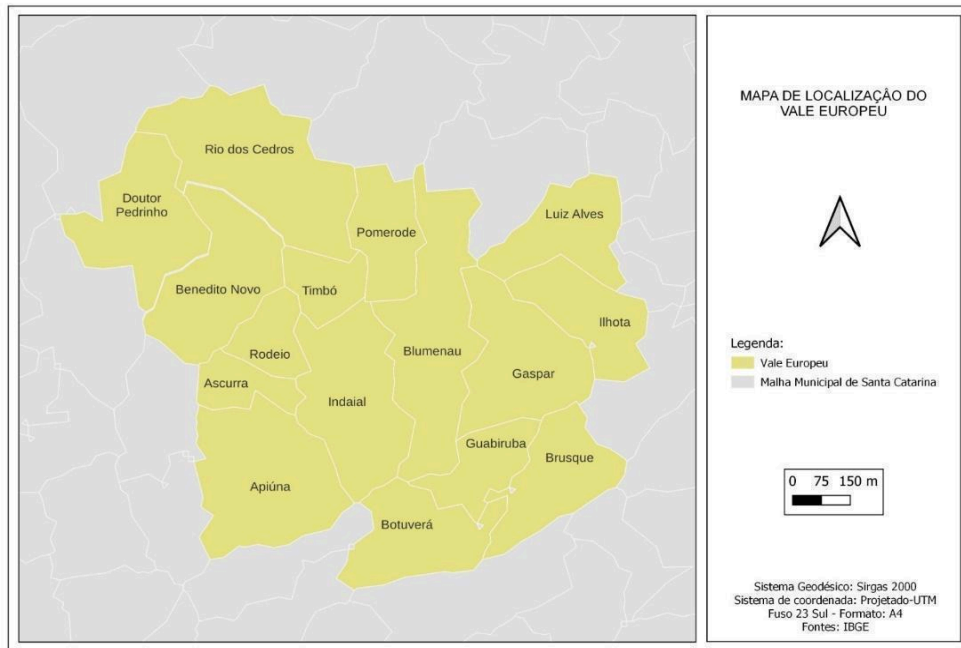 Rio dos Cedros
Doutor
Pedrinho
Pomerode
Luiz Alves
Benedito Novo
Timbó
Ilhota
Rodeio
Blumenau
Gaspar
Ascurra
Indaial
Guabiruba
Brusque
Apiúna
Botuverá
MAPA DE LOCALIZAÇÃO DO
VALE EUROPEU
Legenda:
Vale Europeu
Malha Municipal de Santa Catarina
0 75 150 m
Sistema Geodésico: Sirgas 2000
Sistema de coordenada: Projetado-UTM
Fuso 23 Sul - Formato: A4
Fontes: IBGE